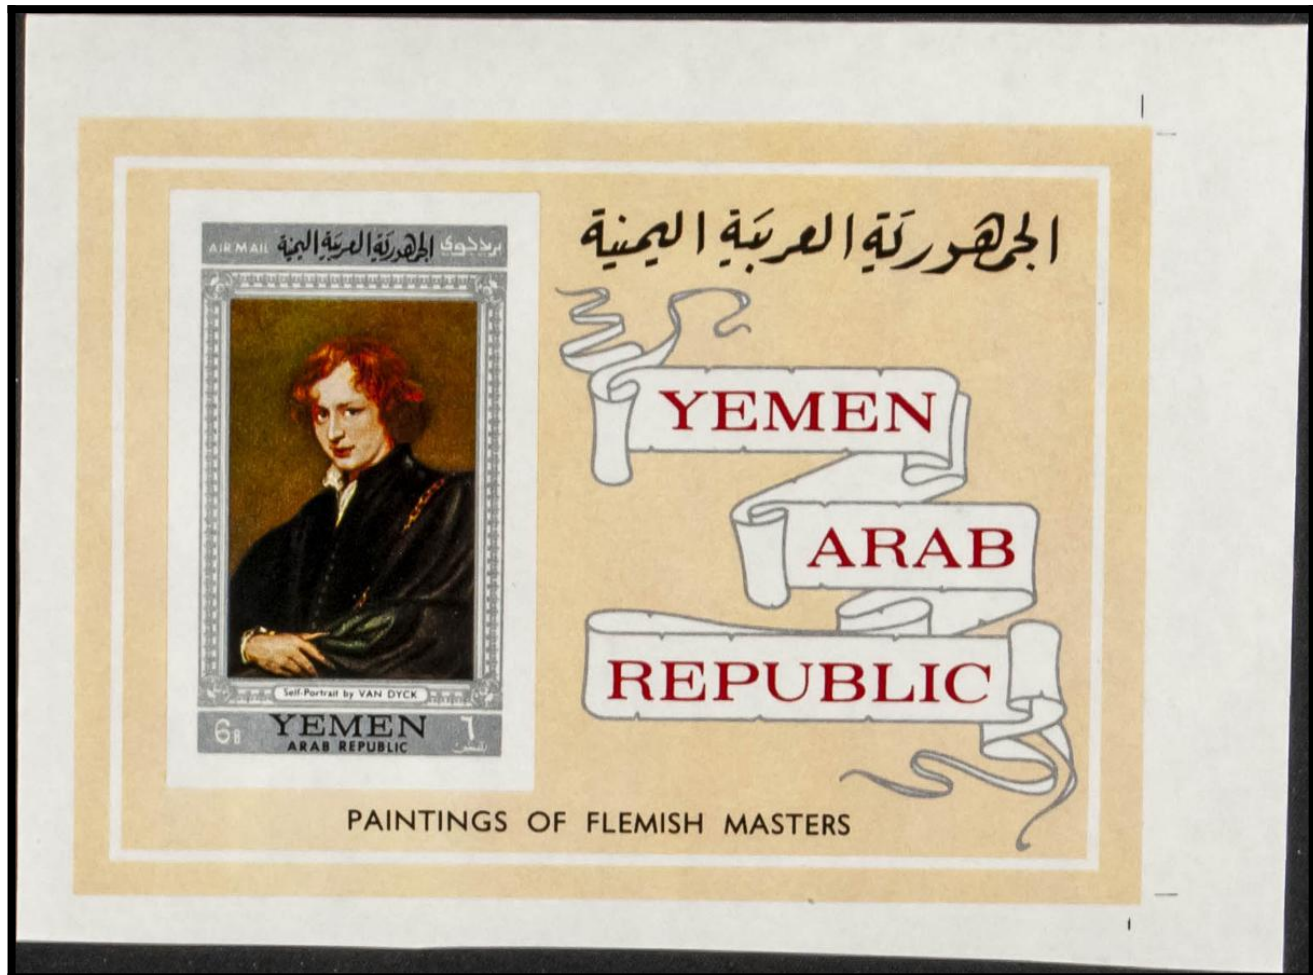 الجمهورية العربية اليمنية
AIR MAIL الجمهورية العربية اليمنية بريد جوي
YEMEN
ARAB
REPUBLIC
Self-Portrait by VAN DYCK
6B YEMEN ٦
ARAB REPUBLIC
PAINTINGS OF FLEMISH MASTERS